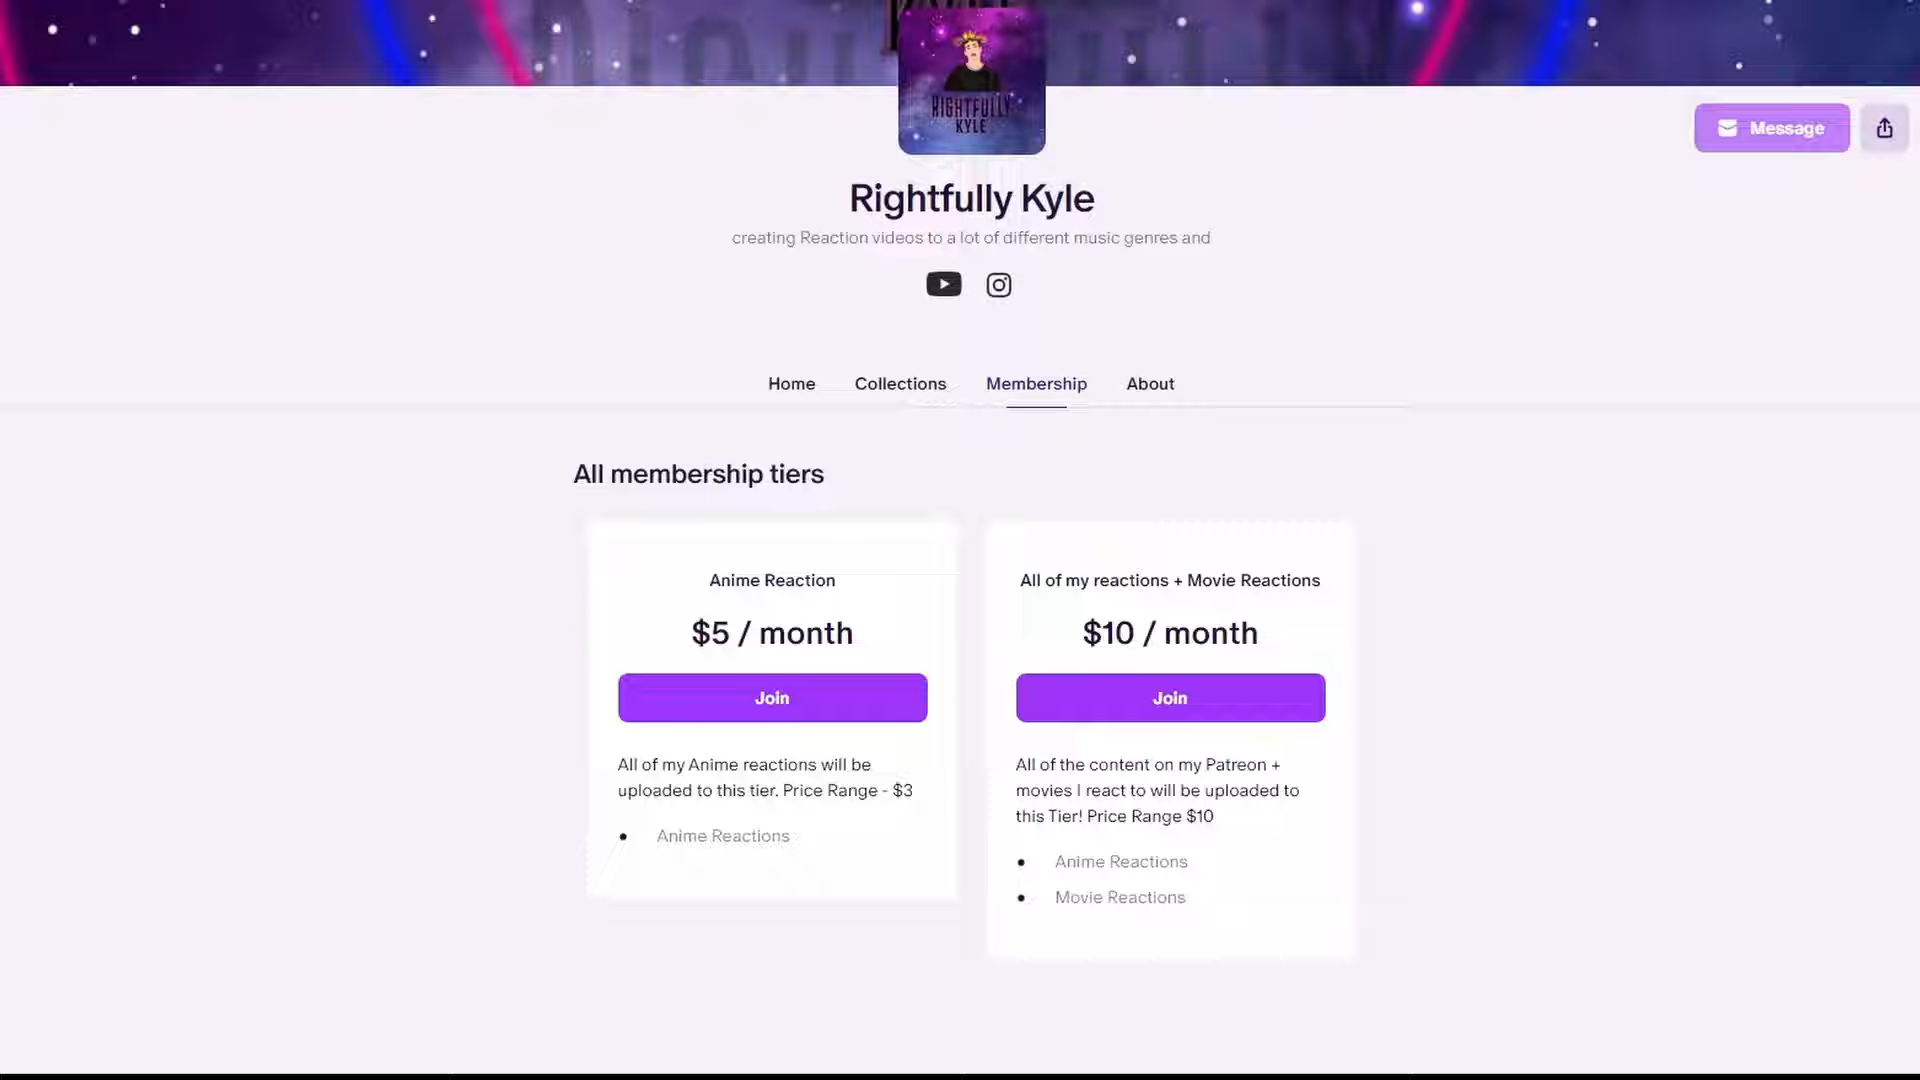 RIGHTFULLY
KYLE
Message
Rightfully Kyle
creating Reaction videos to a lot of different music genres and
Home
Collections
Membership
About
All membership tiers
Anime Reaction
$5 / month
Join
All of my Anime reactions will be
uploaded to this tier. Price Range - $3
Anime Reactions
All of my reactions + Movie Reactions
$10 / month
Join
All of the content on my Patreon +
movies I react to will be uploaded to
this Tier! Price Range $10
Anime Reactions
Movie Reactions